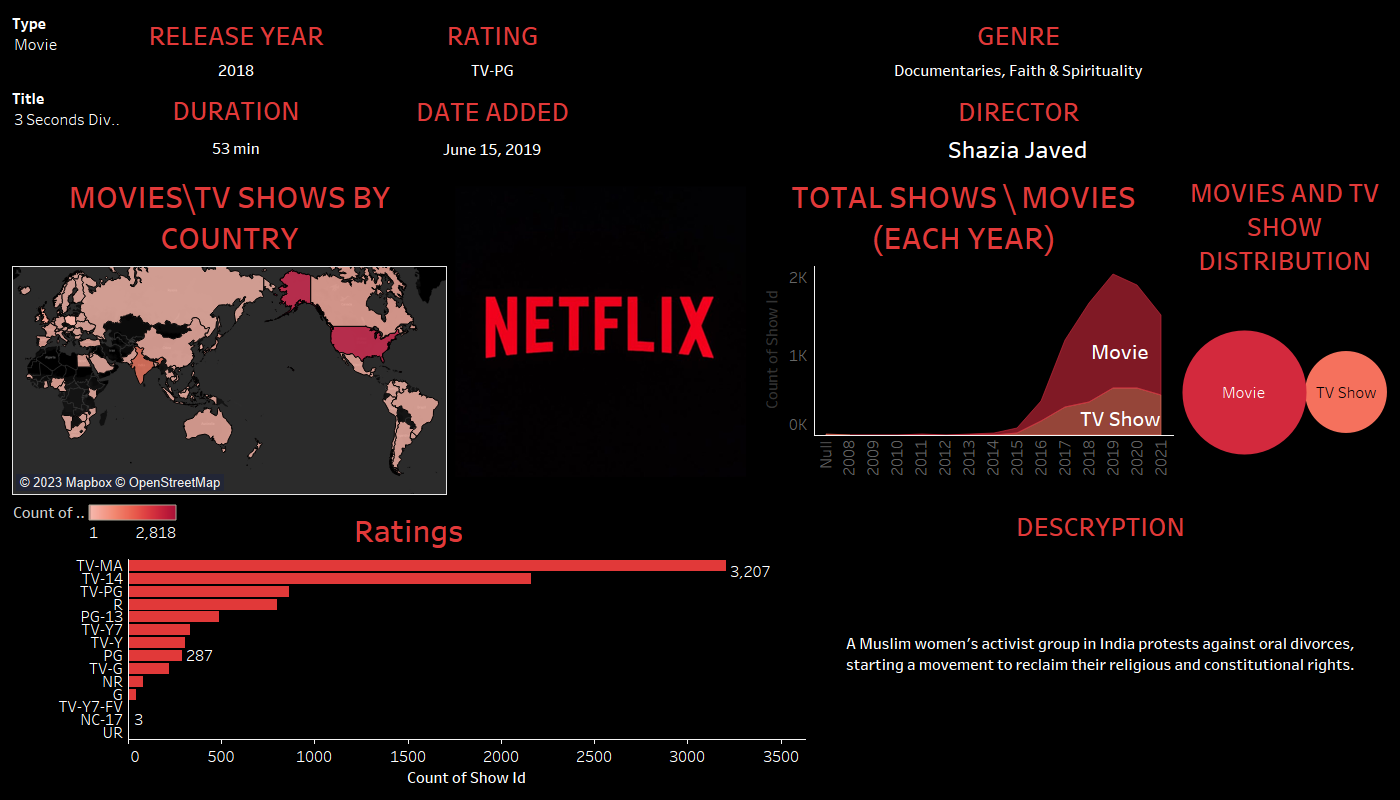 Type
Movie
RELEASE YEAR
2018
RATING
TV-PG
GENRE
Documentaries, Faith & Spirituality
Title
3 Seconds Div..
DURATION
53 min
DATE ADDED
June 15, 2019
DIRECTOR
Shazia Javed
MOVIES\TV SHOWS BY
COUNTRY
© 2023 Mapbox © OpenStreetMap
Count of ..
1
2,818
NETFLIX
TOTAL SHOWS \ MOVIES
(EACH YEAR)
Count of Show Id
2K
1K
0K
Movie
TV Show
Null
2008
2009
2010
2011
2012
2013
2014
2015
2016
2017
2018
2019
2020
2021
MOVIES AND TV
SHOW
DISTRIBUTION
Movie
TV Show
Ratings
TV-MA
3,207
TV-14
TV-PG
R
PG-13
TV-Y7
TV-Y
PG
287
TV-G
NR
G
TV-Y7-FV
NC-17
3
UR
0
500
1000
1500
2000
2500
3000
3500
Count of Show Id
DESCRYPTION
A Muslim women’s activist group in India protests against oral divorces,
starting a movement to reclaim their religious and constitutional rights.